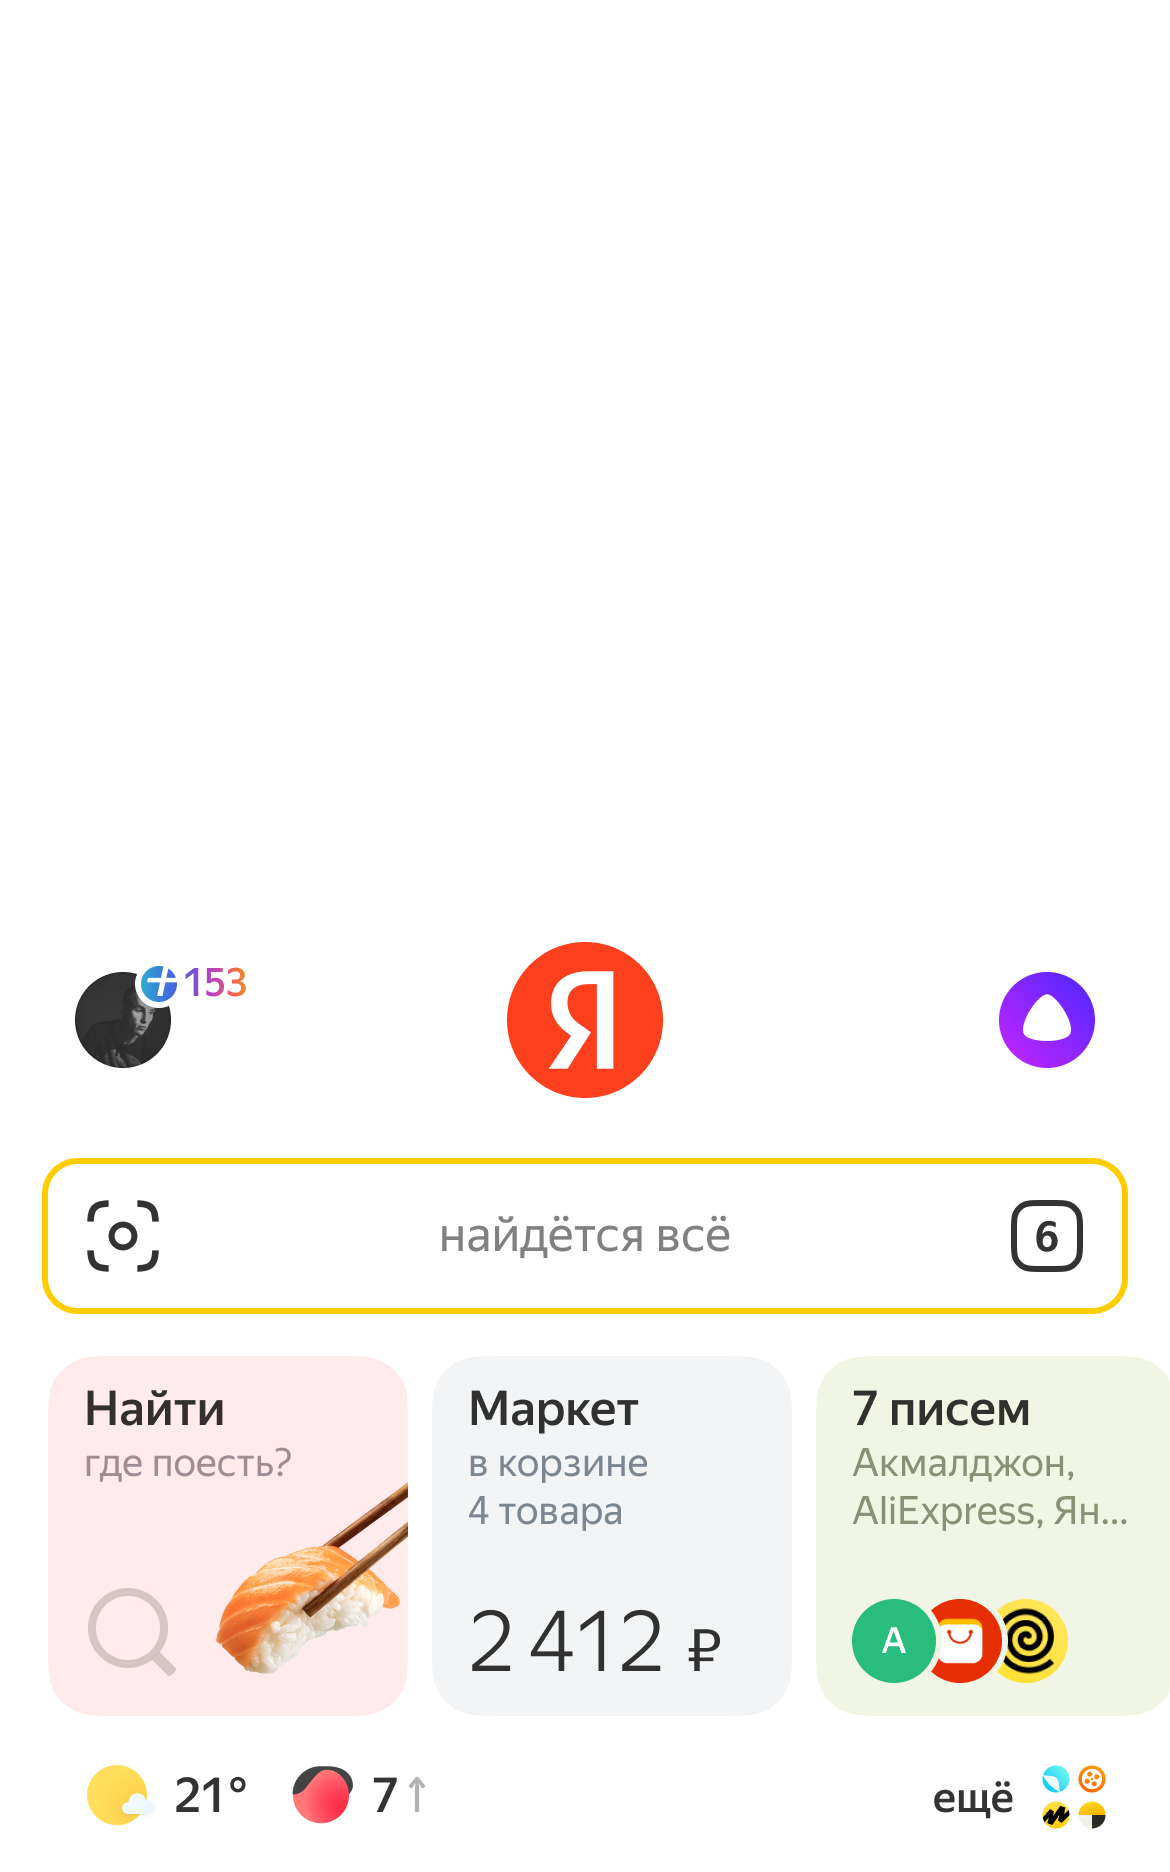 153
Я
найдётся всё
6
Найти
где поесть?
Маркет
в корзине
4 товара
2 412 ₽
7 писем
Акмалджон,
AliExpress, Ян...
A
21°
7↑
ещё